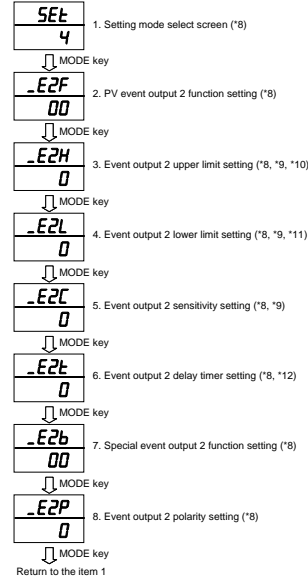 SEt
4
1. Setting mode select screen (*8)
MODE key
_E2F
00
2. PV event output 2 function setting (*8)
MODE key
_E2H
0
3. Event output 2 upper limit setting (*8, *9, *10)
MODE key
_E2L
0
4. Event output 2 lower limit setting (*8, *9, *11)
MODE key
_E2C
0
5. Event output 2 sensitivity setting (*8, *9)
MODE key
_E2t
0
6. Event output 2 delay timer setting (*8, *12)
MODE key
_E2b
00
7. Special event output 2 function setting (*8)
MODE key
_E2P
0
8. Event output 2 polarity setting (*8)
MODE key
Return to the item 1